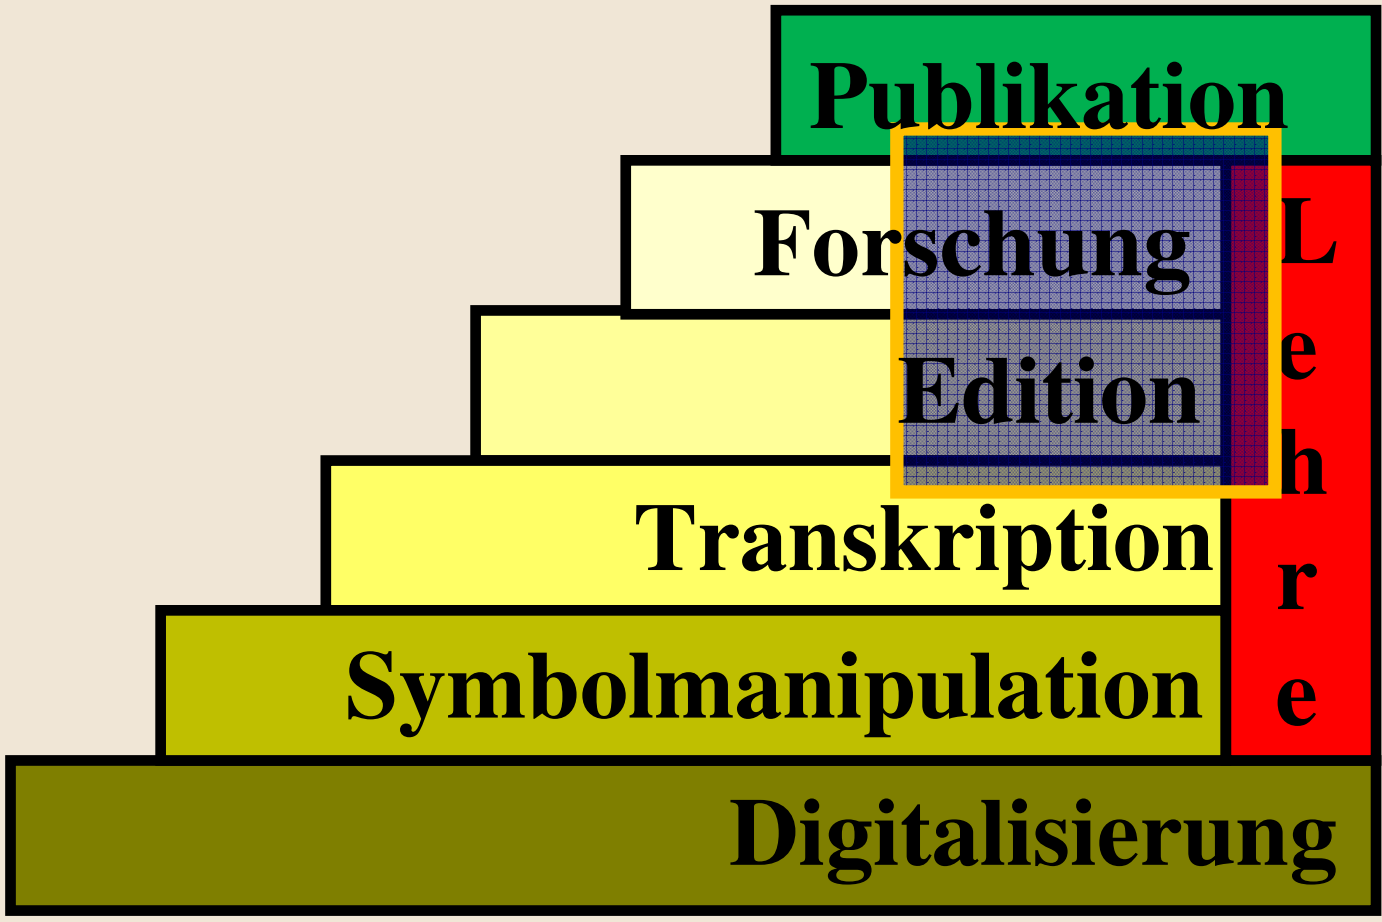 Publikation
Forschung
Edition
Transkription
Symbolmanipulation
Digitalisierung
L
e
h
r
e